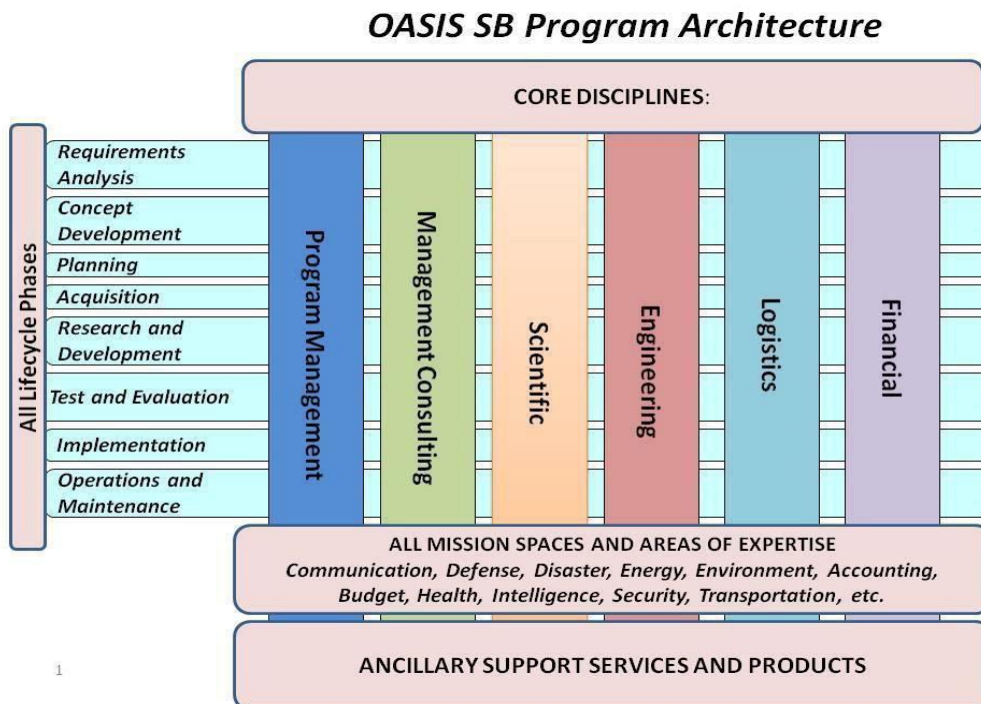 OASIS SB Program Architecture
CORE DISCIPLINES:
All Lifecycle Phases
Requirements
Analysis
Concept
Development
Planning
Acquisition
Research and
Development
Test and Evaluation
Implementation
Operations and
Maintenance
Program Management
Management Consulting
Scientific
Engineering
Logistics
Financial
ALL MISSION SPACES AND AREAS OF EXPERTISE
Communication, Defense, Disaster, Energy, Environment, Accounting,
Budget, Health, Intelligence, Security, Transportation, etc.
ANCILLARY SUPPORT SERVICES AND PRODUCTS
1